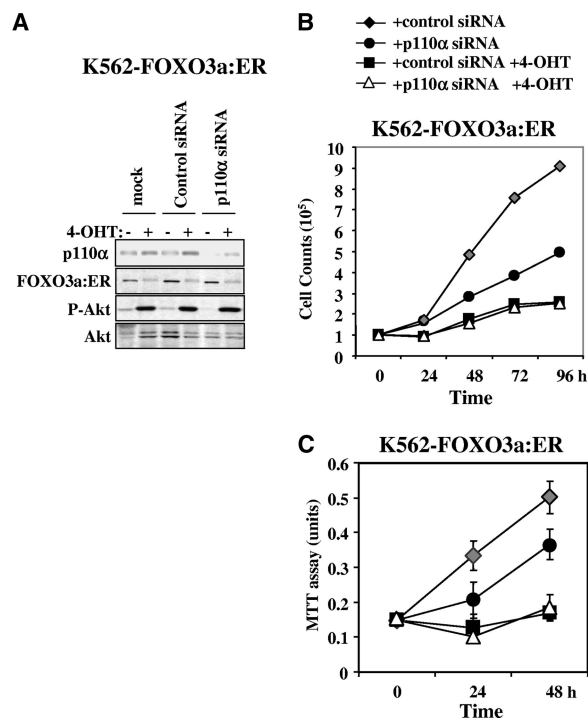 A
K562-FOXO3a:ER
mock
Control siRNA
p110α siRNA
4-OHT: - + - + - +
p110α
FOXO3a:ER
P-Akt
Akt
B
+control siRNA
+p110α siRNA
+control siRNA +4-OHT
+p110α siRNA +4-OHT
K562-FOXO3a:ER
Cell Counts (10⁵)
10
9
8
7
6
5
4
3
2
1
0
0 24 48 72 96 h
Time
C
K562-FOXO3a:ER
MTT assay (units)
0.6
0.5
0.4
0.3
0.2
0.1
0.0
0 24 48 h
Time